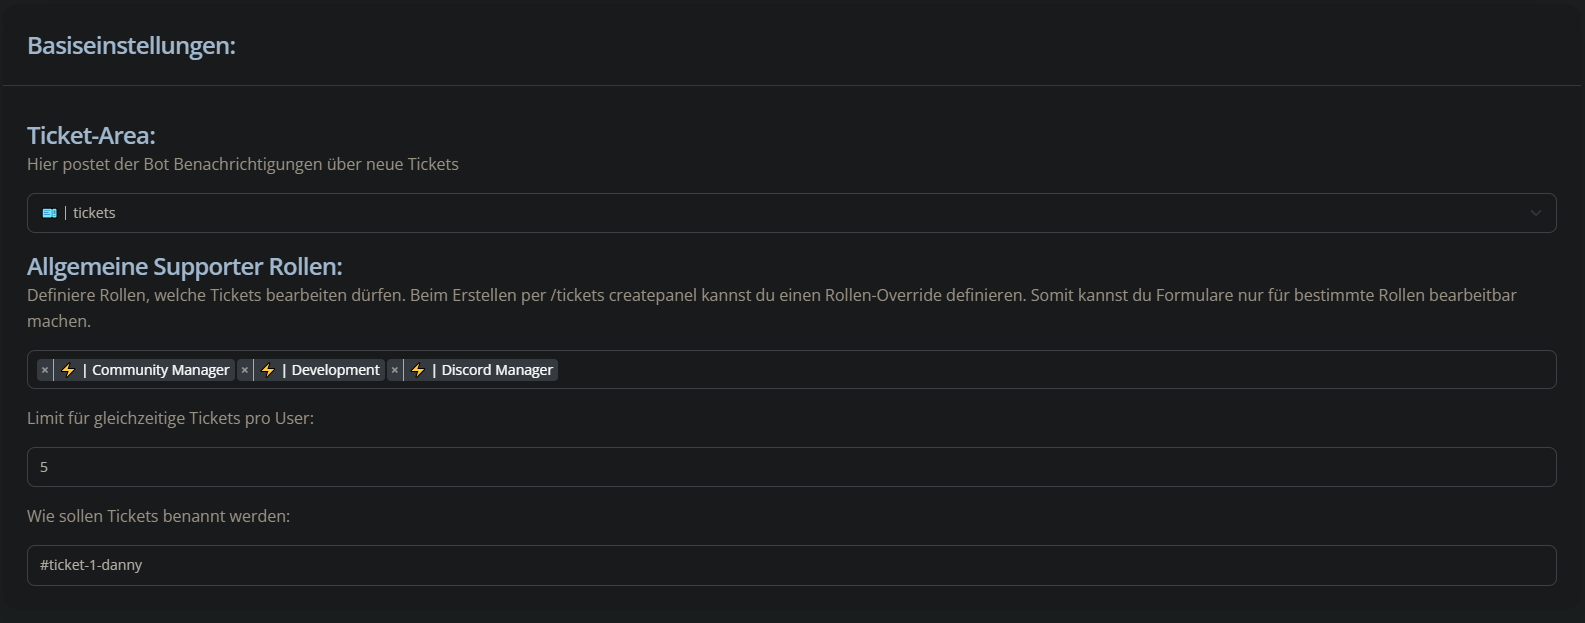 Basiseinstellungen:
Ticket-Area:
Hier postet der Bot Benachrichtigungen über neue Tickets
🎫 | tickets
Allgemeine Supporter Rollen:
Definiere Rollen, welche Tickets bearbeiten dürfen. Beim Erstellen per /tickets createpanel kannst du einen Rollen-Override definieren. Somit kannst du Formulare nur für bestimmte Rollen bearbeitbar
machen.
× ⚡ | Community Manager × ⚡ | Development × ⚡ | Discord Manager
Limit für gleichzeitige Tickets pro User:
5
Wie sollen Tickets benannt werden:
#ticket-1-danny